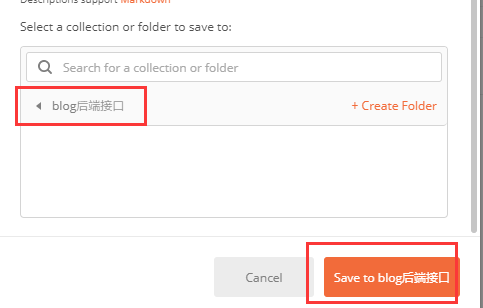 Descriptions support Markdown
Select a collection or folder to save to:
Search for a collection or folder
blog后端接口
+ Create Folder
Cancel
Save to blog后端接口